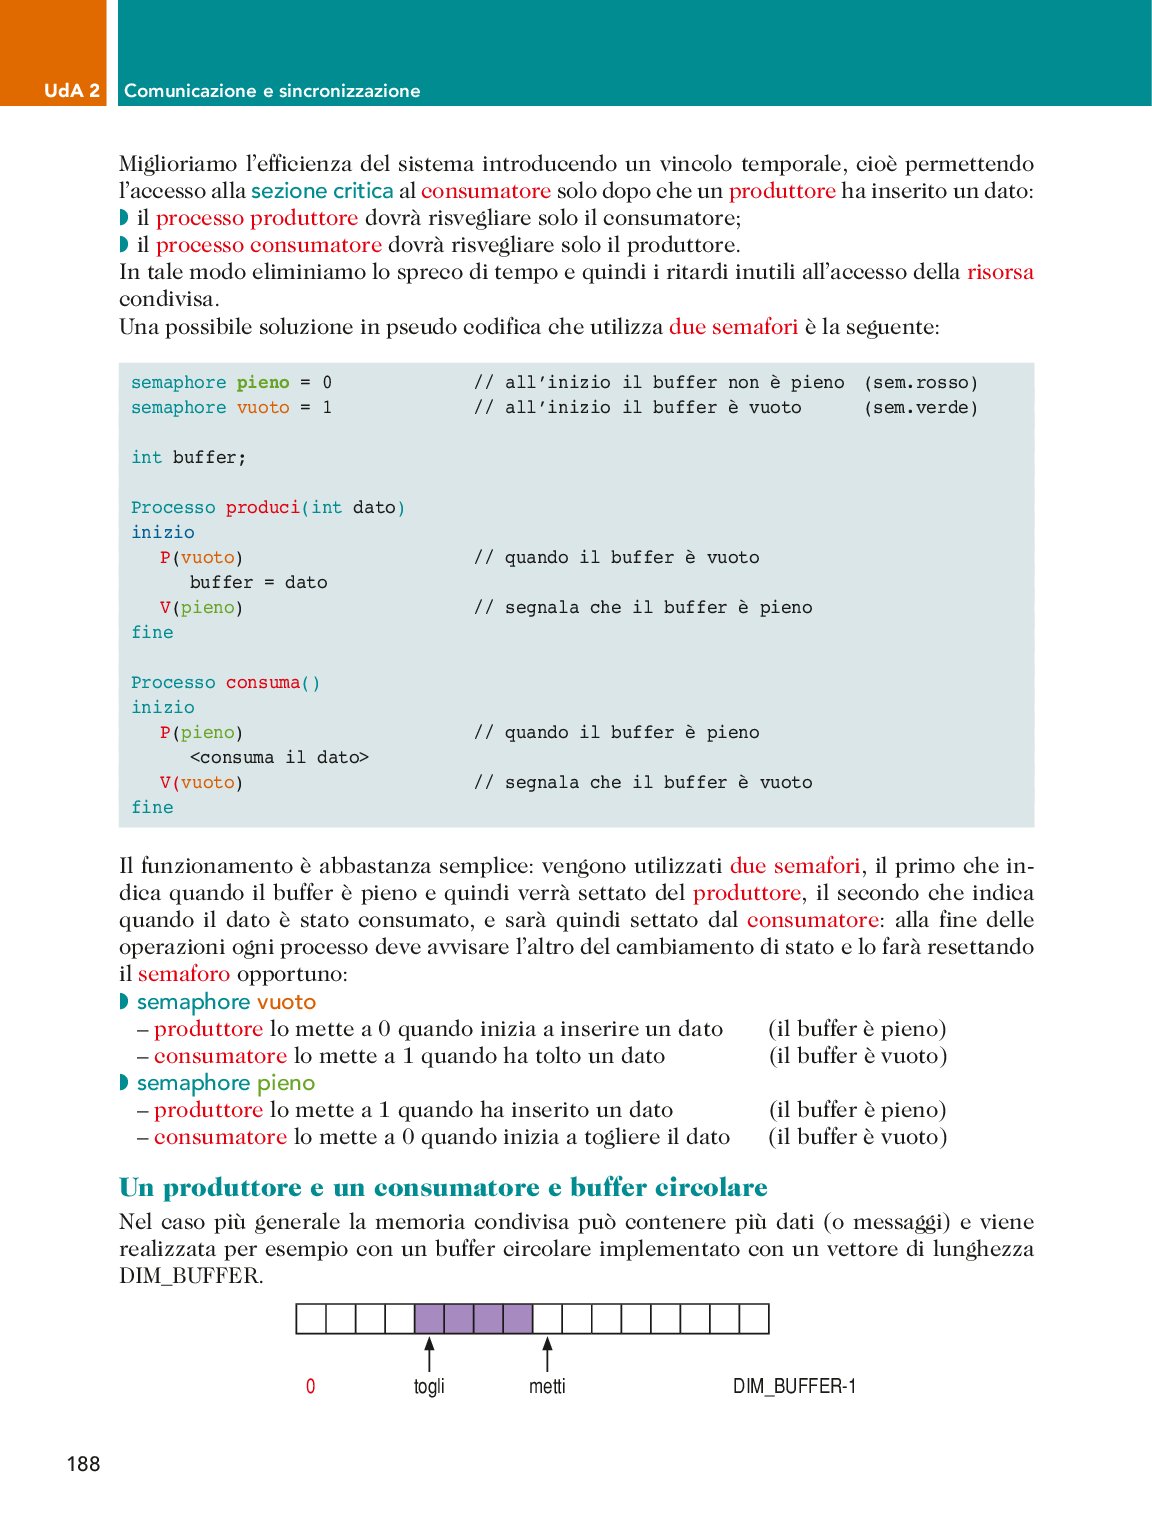 UdA 2 Comunicazione e sincronizzazione
Miglioriamo l’efficienza del sistema introducendo un vincolo temporale, cioè permettendo
l’accesso alla sezione critica al consumatore solo dopo che un produttore ha inserito un dato:
◗ il processo produttore dovrà risvegliare solo il consumatore;
◗ il processo consumatore dovrà risvegliare solo il produttore.
In tale modo eliminiamo lo spreco di tempo e quindi i ritardi inutili all’accesso della risorsa
condivisa.
Una possibile soluzione in pseudo codifica che utilizza due semafori è la seguente:
semaphore pieno = 0 // all’inizio il buffer non è pieno (sem.rosso)
semaphore vuoto = 1 // all’inizio il buffer è vuoto (sem.verde)
int buffer;
Processo produci(int dato)
inizio
P(vuoto) // quando il buffer è vuoto
buffer = dato
V(pieno) // segnala che il buffer è pieno
fine
Processo consuma()
inizio
P(pieno) // quando il buffer è pieno
<consuma il dato>
V(vuoto) // segnala che il buffer è vuoto
fine
Il funzionamento è abbastanza semplice: vengono utilizzati due semafori, il primo che in-
dica quando il buffer è pieno e quindi verrà settato del produttore, il secondo che indica
quando il dato è stato consumato, e sarà quindi settato dal consumatore: alla fine delle
operazioni ogni processo deve avvisare l’altro del cambiamento di stato e lo farà resettando
il semaforo opportuno:
◗ semaphore vuoto
– produttore lo mette a 0 quando inizia a inserire un dato (il buffer è pieno)
– consumatore lo mette a 1 quando ha tolto un dato (il buffer è vuoto)
◗ semaphore pieno
– produttore lo mette a 1 quando ha inserito un dato (il buffer è pieno)
– consumatore lo mette a 0 quando inizia a togliere il dato (il buffer è vuoto)
Un produttore e un consumatore e buffer circolare
Nel caso più generale la memoria condivisa può contenere più dati (o messaggi) e viene
realizzata per esempio con un buffer circolare implementato con un vettore di lunghezza
DIM_BUFFER.
0 togli metti DIM_BUFFER-1
188